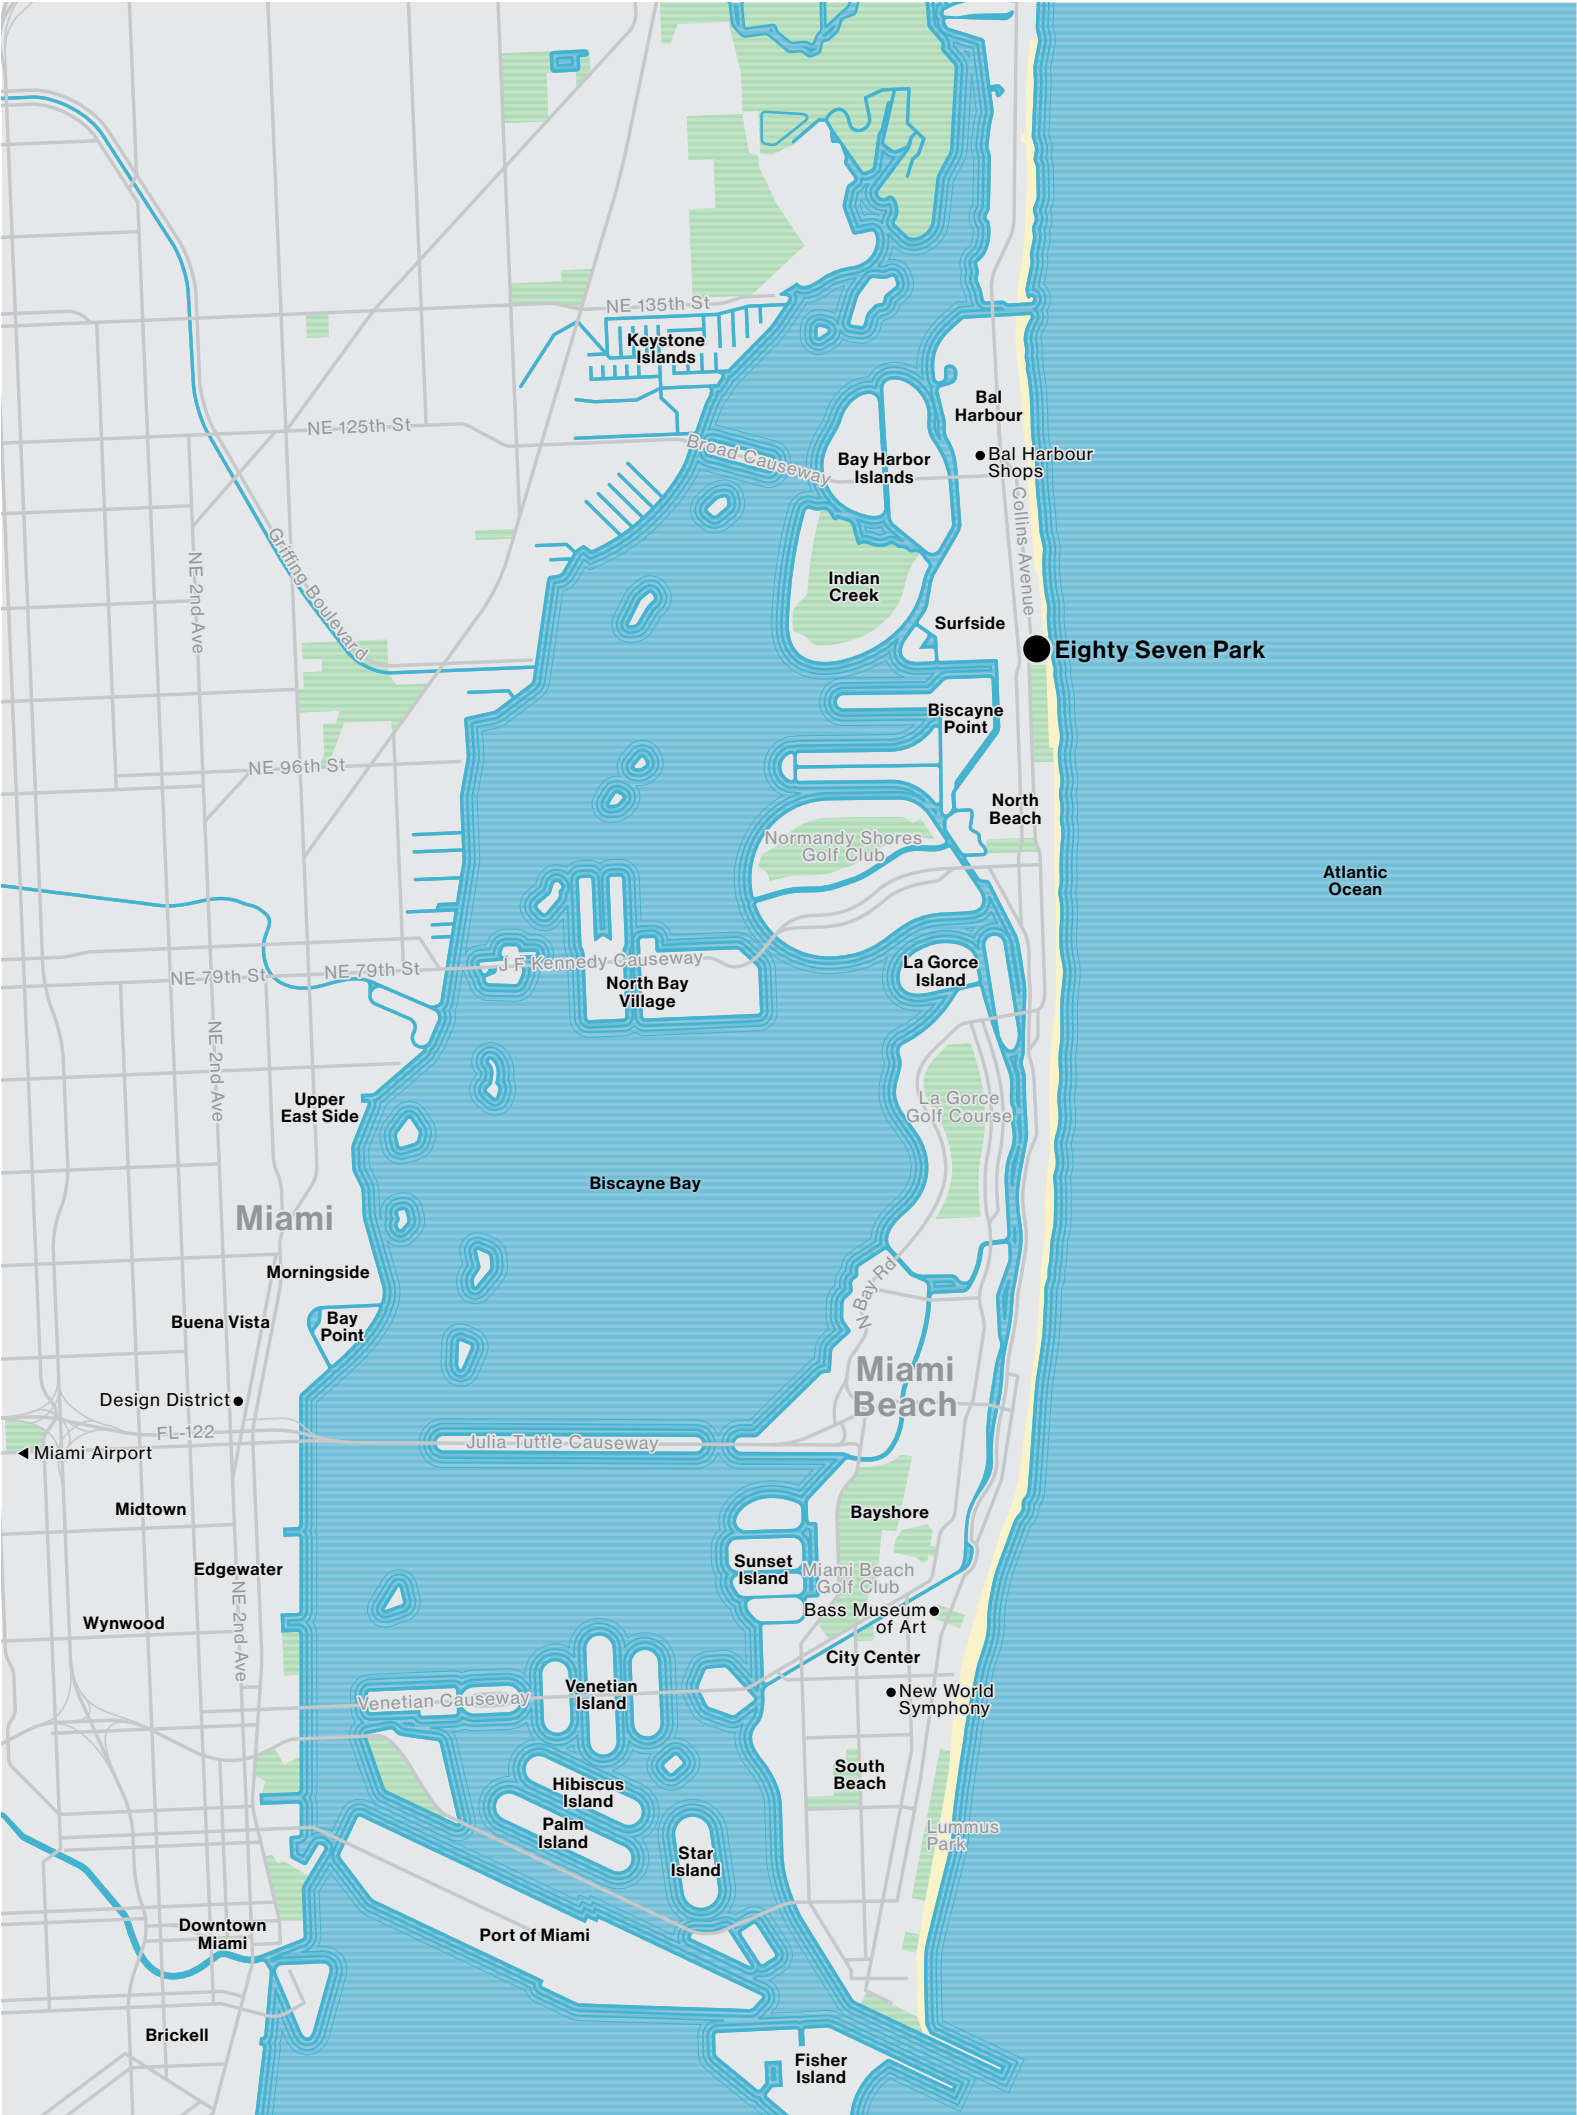 NE 135th St
Keystone
Islands
Bal
Harbour
NE 125th St
Broad Causeway
Bay Harbor
Islands
Bal Harbour
Shops
Collins Avenue
Griffing Boulevard
NE 2nd Ave
Indian
Creek
Surfside
Eighty Seven Park
Biscayne
Point
NE 96th St
North
Beach
Normandy Shores
Golf Club
Atlantic
Ocean
J F Kennedy Causeway
NE 79th St
NE 79th St
North Bay
Village
La Gorce
Island
NE 2nd Ave
Upper
East Side
La Gorce
Golf Course
Biscayne Bay
Miami
Morningside
N Bay Rd
Buena Vista
Bay
Point
Miami
Beach
Design District
FL-122
Julia Tuttle Causeway
Miami Airport
Midtown
Bayshore
Edgewater
Sunset
Island
Miami Beach
Golf Club
NE 2nd Ave
Wynwood
Bass Museum
of Art
City Center
Venetian Causeway
Venetian
Island
New World
Symphony
South
Beach
Hibiscus
Island
Palm
Island
Lummus
Park
Star
Island
Downtown
Miami
Port of Miami
Brickell
Fisher
Island